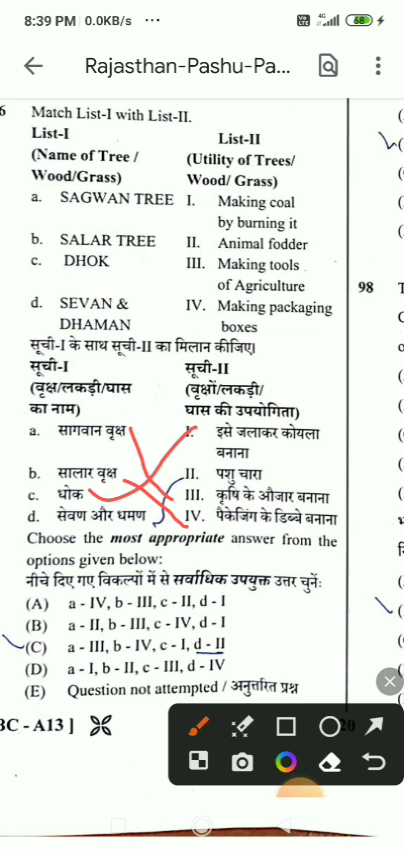 8:39 PM 0.0KB/s ...
Vo LTE 4G 68
Rajasthan-Pashu-Pa...
6 Match List-I with List-II.
List-I List-II
(Name of Tree / (Utility of Trees/
Wood/Grass) Wood/ Grass)
a. SAGWAN TREE I. Making coal
by burning it
b. SALAR TREE II. Animal fodder
c. DHOK III. Making tools
of Agriculture
98
d. SEVAN & IV. Making packaging
DHAMAN boxes
सूची-I के साथ सूची-II का मिलान कीजिए।
सूची-I सूची-II
(वृक्ष/लकड़ी/घास (वृक्षों/लकड़ी/
का नाम) घास की उपयोगिता)
a. सागवान वृक्ष I. इसे जलाकर कोयला
बनाना
b. सालार वृक्ष II. पशु चारा
c. धोक III. कृषि के औजार बनाना
d. सेवण और धमण IV. पैकेजिंग के डिब्बे बनाना
Choose the most appropriate answer from the
options given below:
नीचे दिए गए विकल्पों में से सर्वाधिक उपयुक्त उत्तर चुनेंः
(A) a - IV, b - III, c - II, d - I
(B) a - II, b - III, c - IV, d - I
(C) a - III, b - IV, c - I, d - II
(D) a - I, b - II, c - III, d - IV
(E) Question not attempted / अनुत्तरित प्रश्न
BC - A13 ] 20